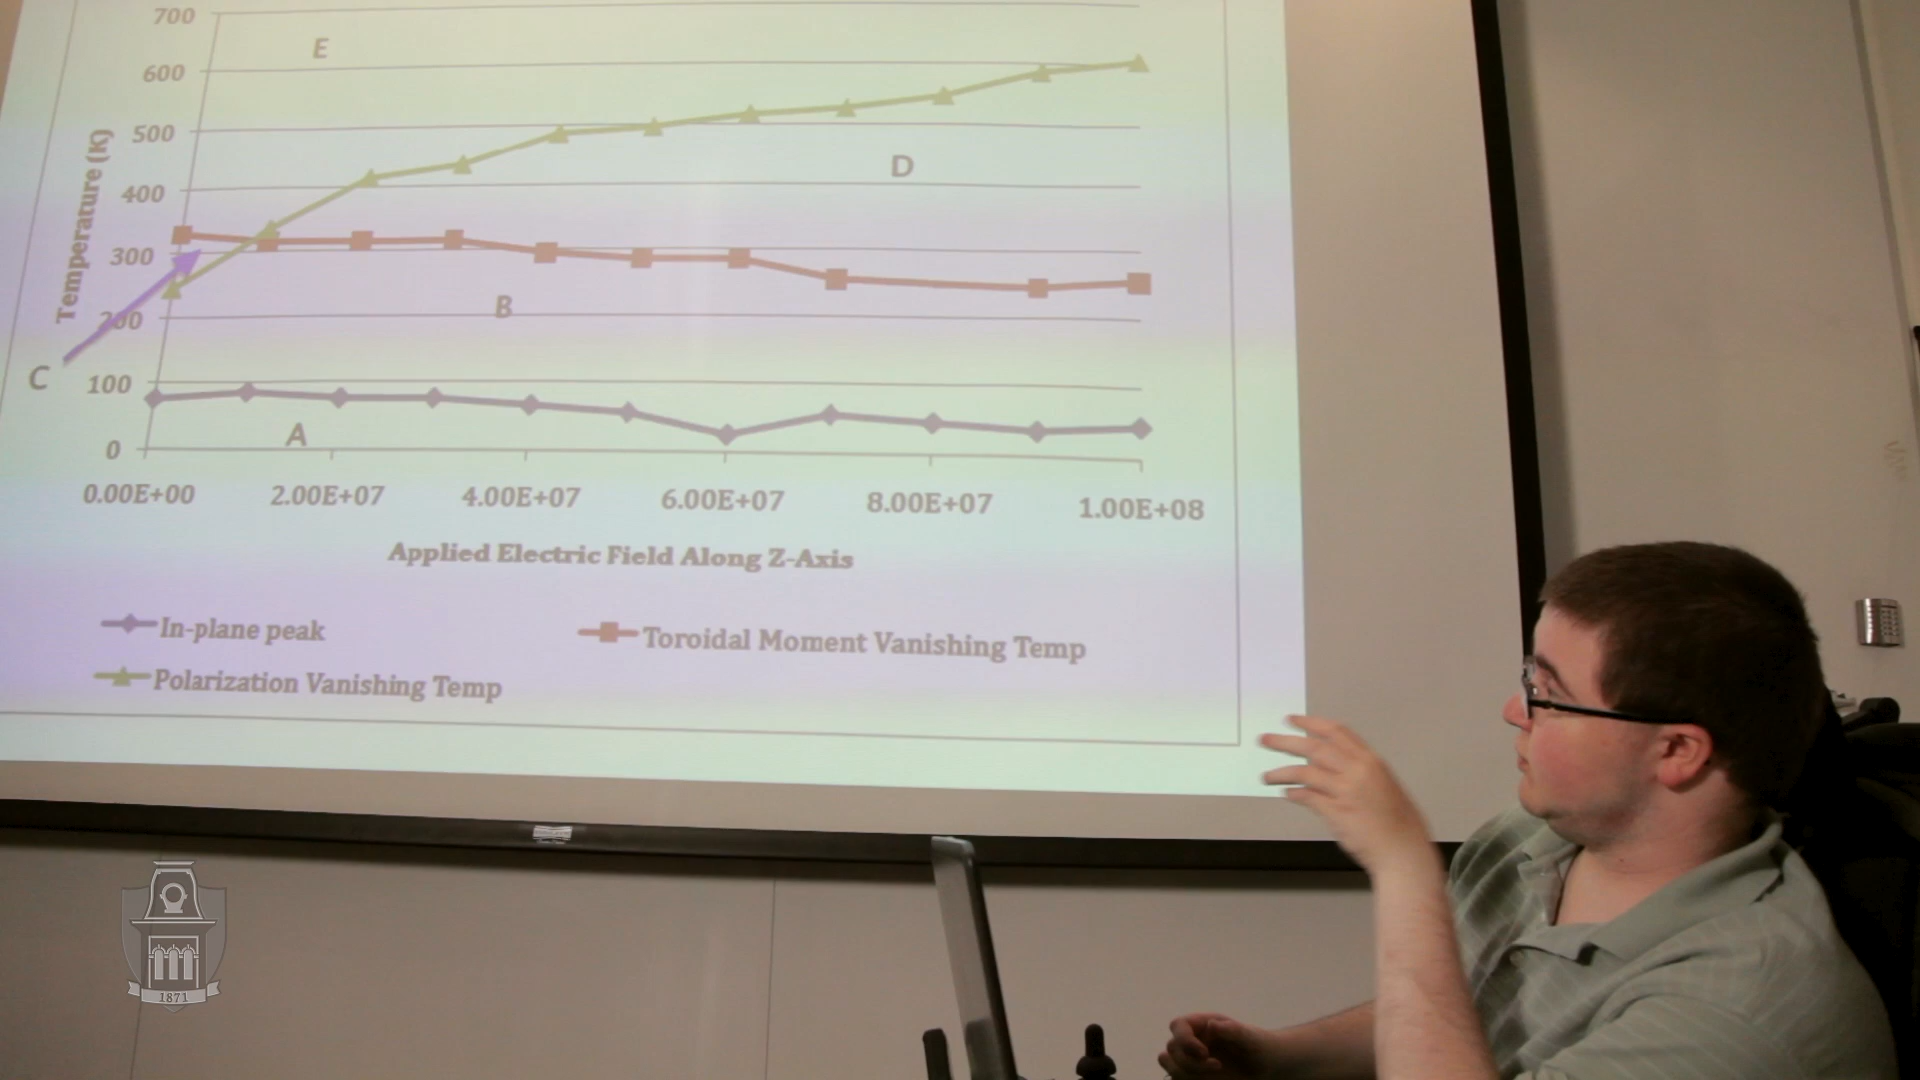 700
E
600
500
D
400
Temperature (K)
300
B
200
C
100
A
0
0.00E+00 2.00E+07 4.00E+07 6.00E+07 8.00E+07 1.00E+08
Applied Electric Field Along Z-Axis
In-plane peak Toroidal Moment Vanishing Temp
Polarization Vanishing Temp
1871